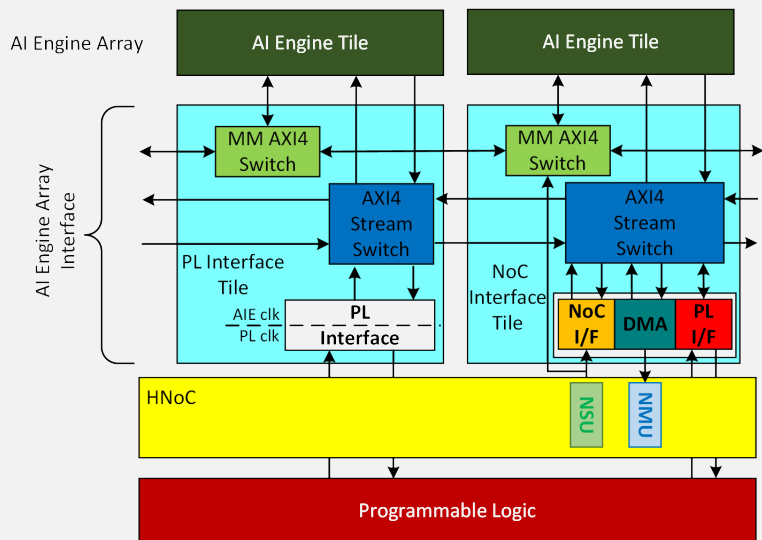 AI Engine Array
AI Engine Tile
AI Engine Tile
AI Engine Array
Interface
MM AXI4
Switch
MM AXI4
Switch
AXI4
Stream
Switch
AXI4
Stream
Switch
PL Interface
Tile
NoC
Interface
Tile
AIE clk
PL clk
PL
Interface
NoC
I/F
DMA
PL
I/F
HNoC
NSU
NMU
Programmable Logic